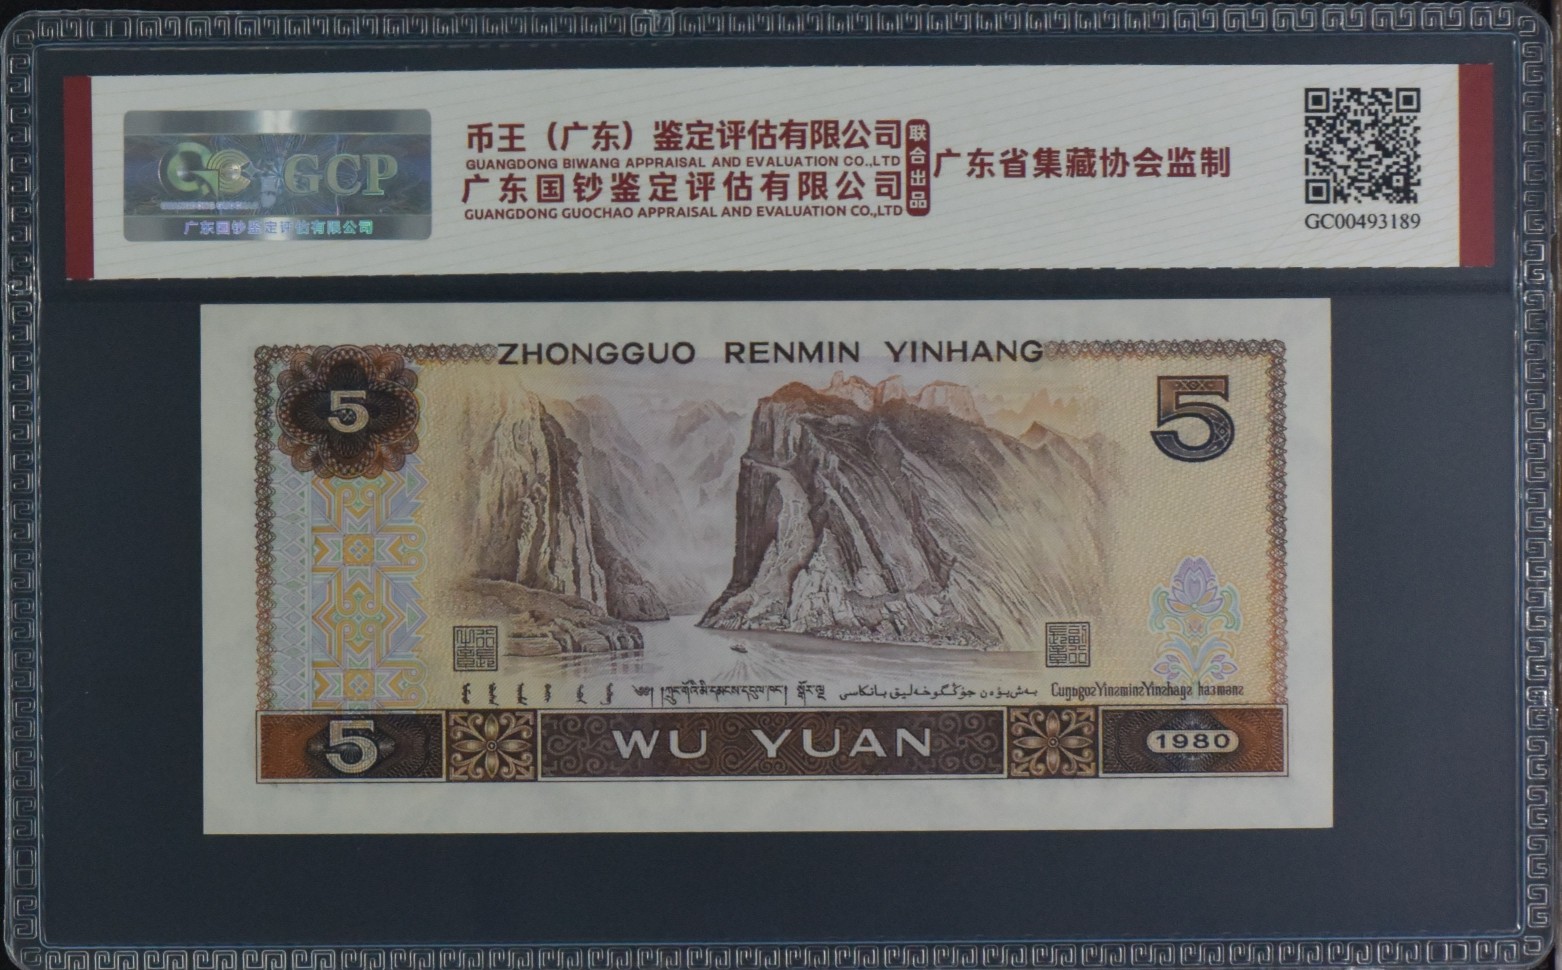 GCP
广东国钞鉴定评估有限公司
币王（广东）鉴定评估有限公司
GUANGDONG BIWANG APPRAISAL AND EVALUATION CO.,LTD
广东国钞鉴定评估有限公司
GUANGDONG GUOCHAO APPRAISAL AND EVALUATION CO.,LTD
联合出品
广东省集藏协会监制
GC00493189
ZHONGGUO RENMIN YINHANG
5
5
CuŋƅgozYinƨminƨYinƨhaŋƨ
5
WU YUAN
1980